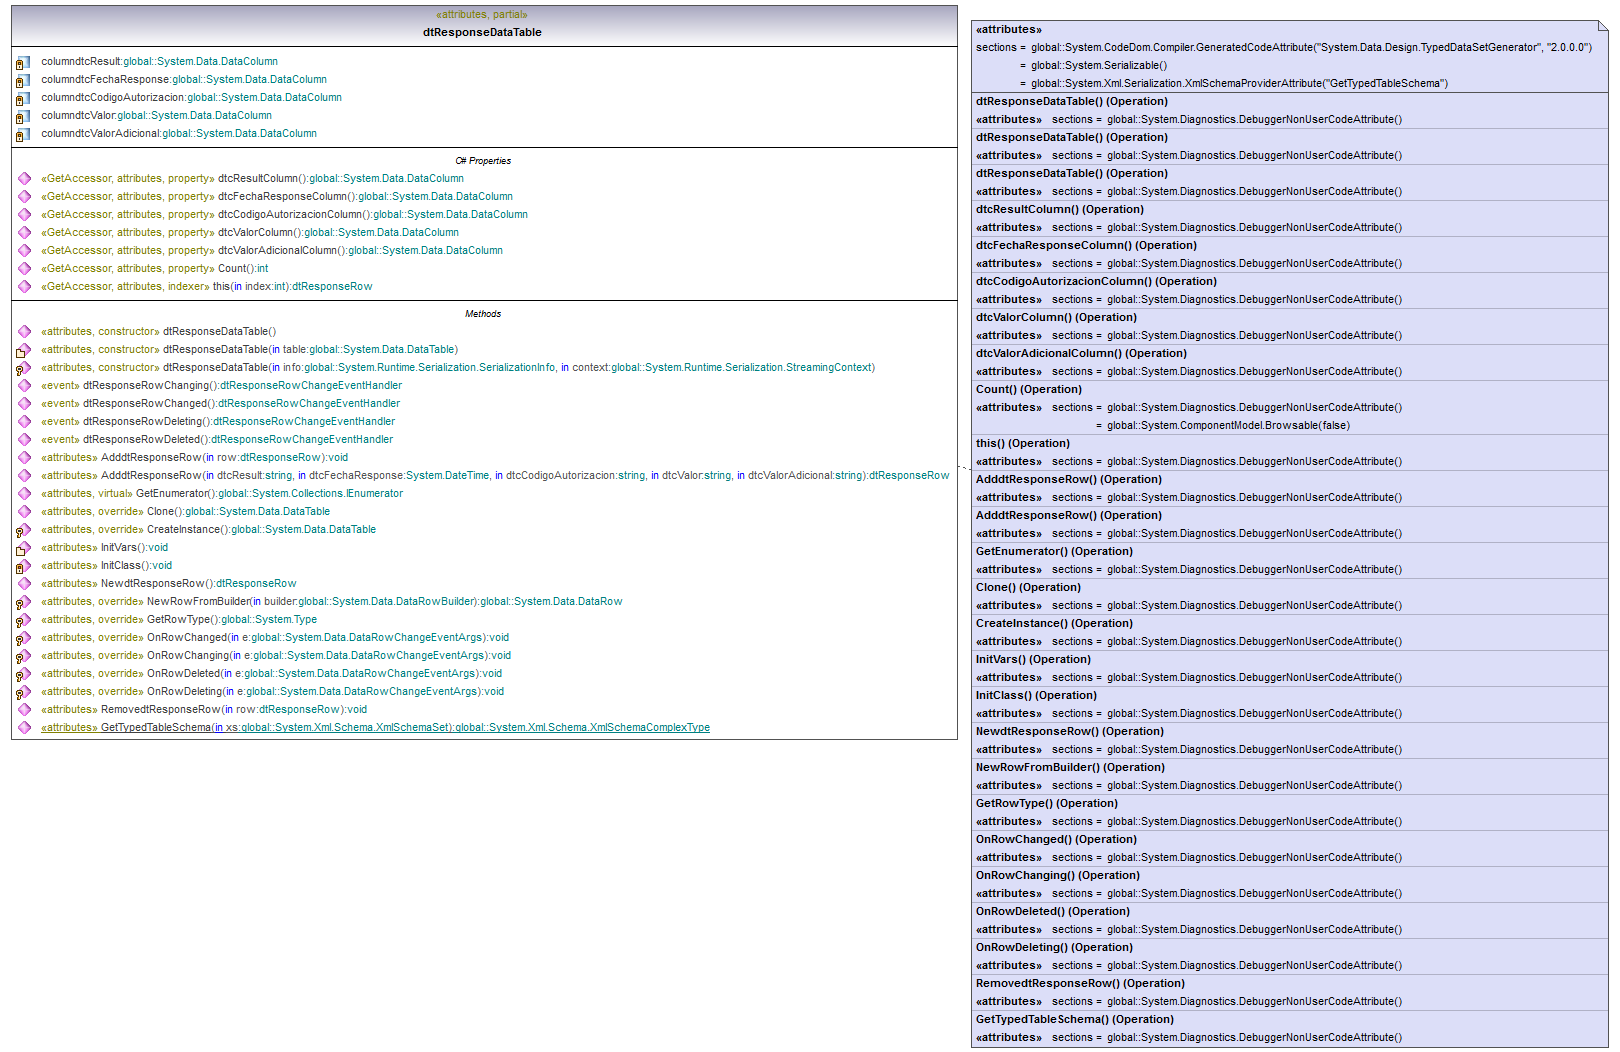 «attributes, partial»
dtResponseDataTable
columndtcResult:global::System.Data.DataColumn
columndtcFechaResponse:global::System.Data.DataColumn
columndtcCodigoAutorizacion:global::System.Data.DataColumn
columndtcValor:global::System.Data.DataColumn
columndtcValorAdicional:global::System.Data.DataColumn
C# Properties
«GetAccessor, attributes, property» dtcResultColumn():global::System.Data.DataColumn
«GetAccessor, attributes, property» dtcFechaResponseColumn():global::System.Data.DataColumn
«GetAccessor, attributes, property» dtcCodigoAutorizacionColumn():global::System.Data.DataColumn
«GetAccessor, attributes, property» dtcValorColumn():global::System.Data.DataColumn
«GetAccessor, attributes, property» dtcValorAdicionalColumn():global::System.Data.DataColumn
«GetAccessor, attributes, property» Count():int
«GetAccessor, attributes, indexer» this(in index:int):dtResponseRow
Methods
«attributes, constructor» dtResponseDataTable()
«attributes, constructor» dtResponseDataTable(in table:global::System.Data.DataTable)
«attributes, constructor» dtResponseDataTable(in info:global::System.Runtime.Serialization.SerializationInfo, in context:global::System.Runtime.Serialization.StreamingContext)
«event» dtResponseRowChanging():dtResponseRowChangeEventHandler
«event» dtResponseRowChanged():dtResponseRowChangeEventHandler
«event» dtResponseRowDeleting():dtResponseRowChangeEventHandler
«event» dtResponseRowDeleted():dtResponseRowChangeEventHandler
«attributes» AdddtResponseRow(in row:dtResponseRow):void
«attributes» AdddtResponseRow(in dtcResult:string, in dtcFechaResponse:System.DateTime, in dtcCodigoAutorizacion:string, in dtcValor:string, in dtcValorAdicional:string):dtResponseRow
«attributes, virtual» GetEnumerator():global::System.Collections.IEnumerator
«attributes, override» Clone():global::System.Data.DataTable
«attributes, override» CreateInstance():global::System.Data.DataTable
«attributes» InitVars():void
«attributes» InitClass():void
«attributes» NewdtResponseRow():dtResponseRow
«attributes, override» NewRowFromBuilder(in builder:global::System.Data.DataRowBuilder):global::System.Data.DataRow
«attributes, override» GetRowType():global::System.Type
«attributes, override» OnRowChanged(in e:global::System.Data.DataRowChangeEventArgs):void
«attributes, override» OnRowChanging(in e:global::System.Data.DataRowChangeEventArgs):void
«attributes, override» OnRowDeleted(in e:global::System.Data.DataRowChangeEventArgs):void
«attributes, override» OnRowDeleting(in e:global::System.Data.DataRowChangeEventArgs):void
«attributes» RemovedtResponseRow(in row:dtResponseRow):void
«attributes» GetTypedTableSchema(in xs:global::System.Xml.Schema.XmlSchemaSet):global::System.Xml.Schema.XmlSchemaComplexType
«attributes»
sections = global::System.CodeDom.Compiler.GeneratedCodeAttribute("System.Data.Design.TypedDataSetGenerator", "2.0.0.0")
= global::System.Serializable()
= global::System.Xml.Serialization.XmlSchemaProviderAttribute("GetTypedTableSchema")
dtResponseDataTable() (Operation)
«attributes» sections = global::System.Diagnostics.DebuggerNonUserCodeAttribute()
dtResponseDataTable() (Operation)
«attributes» sections = global::System.Diagnostics.DebuggerNonUserCodeAttribute()
dtResponseDataTable() (Operation)
«attributes» sections = global::System.Diagnostics.DebuggerNonUserCodeAttribute()
dtcResultColumn() (Operation)
«attributes» sections = global::System.Diagnostics.DebuggerNonUserCodeAttribute()
dtcFechaResponseColumn() (Operation)
«attributes» sections = global::System.Diagnostics.DebuggerNonUserCodeAttribute()
dtcCodigoAutorizacionColumn() (Operation)
«attributes» sections = global::System.Diagnostics.DebuggerNonUserCodeAttribute()
dtcValorColumn() (Operation)
«attributes» sections = global::System.Diagnostics.DebuggerNonUserCodeAttribute()
dtcValorAdicionalColumn() (Operation)
«attributes» sections = global::System.Diagnostics.DebuggerNonUserCodeAttribute()
Count() (Operation)
«attributes» sections = global::System.Diagnostics.DebuggerNonUserCodeAttribute()
= global::System.ComponentModel.Browsable(false)
this() (Operation)
«attributes» sections = global::System.Diagnostics.DebuggerNonUserCodeAttribute()
AdddtResponseRow() (Operation)
«attributes» sections = global::System.Diagnostics.DebuggerNonUserCodeAttribute()
AdddtResponseRow() (Operation)
«attributes» sections = global::System.Diagnostics.DebuggerNonUserCodeAttribute()
GetEnumerator() (Operation)
«attributes» sections = global::System.Diagnostics.DebuggerNonUserCodeAttribute()
Clone() (Operation)
«attributes» sections = global::System.Diagnostics.DebuggerNonUserCodeAttribute()
CreateInstance() (Operation)
«attributes» sections = global::System.Diagnostics.DebuggerNonUserCodeAttribute()
InitVars() (Operation)
«attributes» sections = global::System.Diagnostics.DebuggerNonUserCodeAttribute()
InitClass() (Operation)
«attributes» sections = global::System.Diagnostics.DebuggerNonUserCodeAttribute()
NewdtResponseRow() (Operation)
«attributes» sections = global::System.Diagnostics.DebuggerNonUserCodeAttribute()
NewRowFromBuilder() (Operation)
«attributes» sections = global::System.Diagnostics.DebuggerNonUserCodeAttribute()
GetRowType() (Operation)
«attributes» sections = global::System.Diagnostics.DebuggerNonUserCodeAttribute()
OnRowChanged() (Operation)
«attributes» sections = global::System.Diagnostics.DebuggerNonUserCodeAttribute()
OnRowChanging() (Operation)
«attributes» sections = global::System.Diagnostics.DebuggerNonUserCodeAttribute()
OnRowDeleted() (Operation)
«attributes» sections = global::System.Diagnostics.DebuggerNonUserCodeAttribute()
OnRowDeleting() (Operation)
«attributes» sections = global::System.Diagnostics.DebuggerNonUserCodeAttribute()
RemovedtResponseRow() (Operation)
«attributes» sections = global::System.Diagnostics.DebuggerNonUserCodeAttribute()
GetTypedTableSchema() (Operation)
«attributes» sections = global::System.Diagnostics.DebuggerNonUserCodeAttribute()